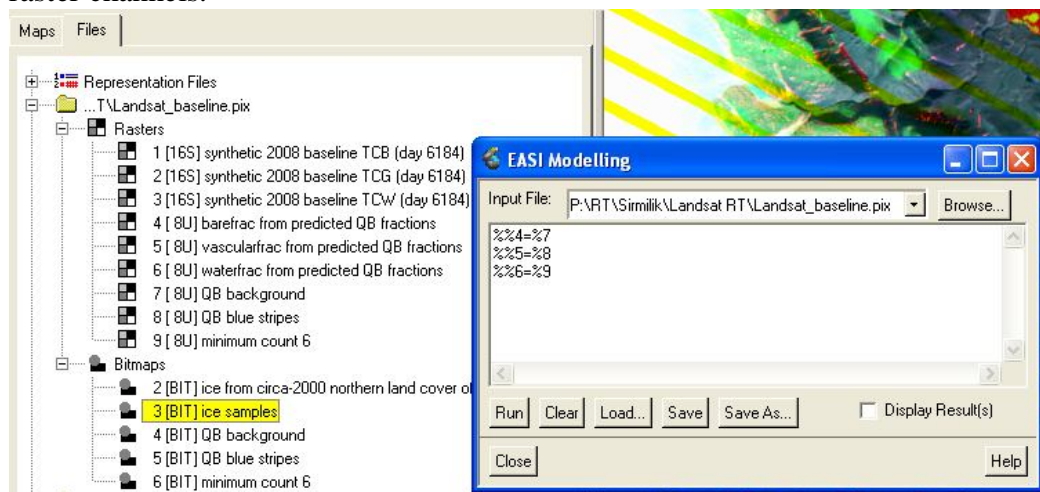 Maps Files
Representation Files
...T\Landsat_baseline.pix
Rasters
1 [16S] synthetic 2008 baseline TCB (day 6184)
2 [16S] synthetic 2008 baseline TCG (day 6184)
3 [16S] synthetic 2008 baseline TCW (day 6184)
4 [ 8U] barefrac from predicted QB fractions
5 [ 8U] vascularfrac from predicted QB fractions
6 [ 8U] waterfrac from predicted QB fractions
7 [ 8U] QB background
8 [ 8U] QB blue stripes
9 [ 8U] minimum count 6
Bitmaps
2 [BIT] ice from circa-2000 northern land cover
3 [BIT] ice samples
4 [BIT] QB background
5 [BIT] QB blue stripes
6 [BIT] minimum count 6
EASI Modelling
Input File: P:\RT\Sirmilik\Landsat RT\Landsat_baseline.pix Browse...
%%4=%7
%%5=%8
%%6=%9
Run Clear Load... Save Save As... Display Result(s)
Close Help